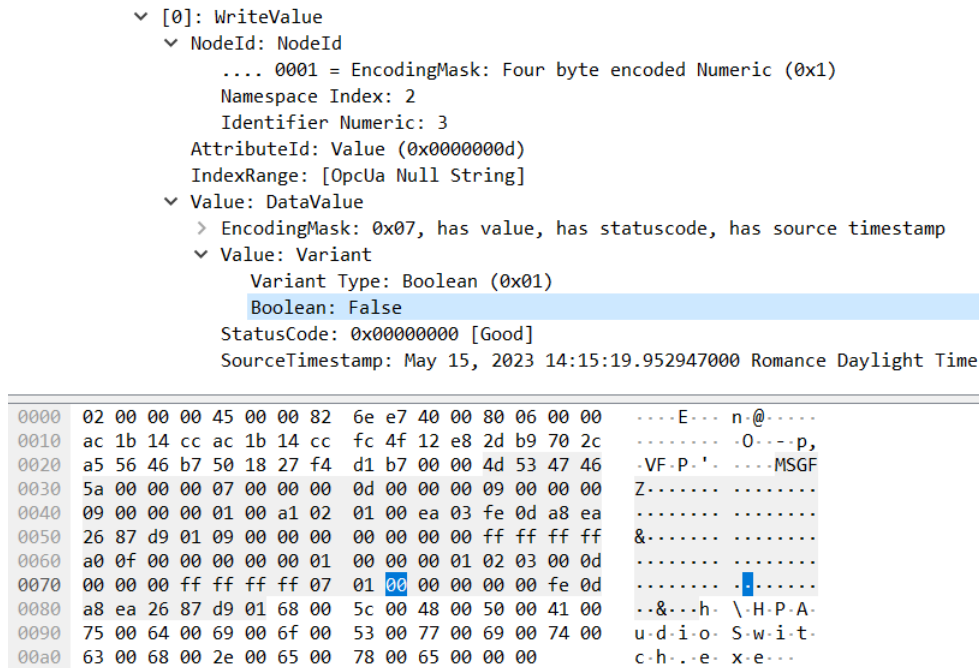 [0]: WriteValue
NodeId: NodeId
.... 0001 = EncodingMask: Four byte encoded Numeric (0x1)
Namespace Index: 2
Identifier Numeric: 3
AttributeId: Value (0x0000000d)
IndexRange: [OpcUa Null String]
Value: DataValue
EncodingMask: 0x07, has value, has statuscode, has source timestamp
Value: Variant
Variant Type: Boolean (0x01)
Boolean: False
StatusCode: 0x00000000 [Good]
SourceTimestamp: May 15, 2023 14:15:19.952947000 Romance Daylight Time
0000 02 00 00 00 45 00 00 82 6e e7 40 00 80 06 00 00 ····E··· n·@·····
0010 ac 1b 14 cc ac 1b 14 cc fc 4f 12 e8 2d b9 70 2c ········ ·O··-·p,
0020 a5 56 46 b7 50 18 27 f4 d1 b7 00 00 4d 53 47 46 ·VF·P·'· ····MSGF
0030 5a 00 00 00 07 00 00 00 0d 00 00 00 09 00 00 00 Z······· ········
0040 09 00 00 00 01 00 a1 02 01 00 ea 03 fe 0d a8 ea ········ ········
0050 26 87 d9 01 09 00 00 00 00 00 00 00 ff ff ff ff &······· ········
0060 a0 0f 00 00 00 00 00 01 00 00 00 01 02 03 00 0d ········ ········
0070 00 00 00 ff ff ff ff 07 01 00 00 00 00 00 fe 0d ········ ········
0080 a8 ea 26 87 d9 01 68 00 5c 00 48 00 50 00 41 00 ··&···h· \·H·P·A·
0090 75 00 64 00 69 00 6f 00 53 00 77 00 69 00 74 00 u·d·i·o· S·w·i·t·
00a0 63 00 68 00 2e 00 65 00 78 00 65 00 00 00 c·h·.·e· x·e···